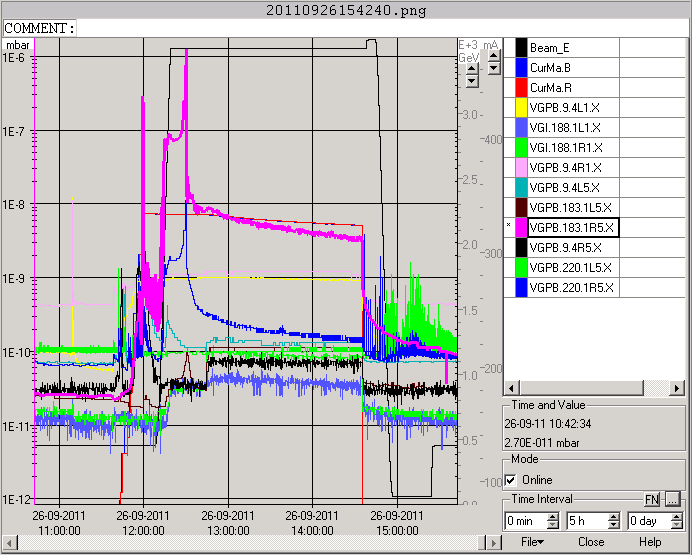 20110926154240.png
COMMENT:
mbar
E+3 mA
GeV
1E-6
1E-7
1E-8
1E-9
1E-10
1E-11
1E-12
3.0
2.5
2.0
1.5
1.0
0.5
0.0
-400
-300
-200
-100
26-09-2011 26-09-2011 26-09-2011 26-09-2011 26-09-2011
11:00:00 12:00:00 13:00:00 14:00:00 15:00:00
Beam_E
CurMa.B
CurMa.R
VGPB.9.4L1.X
VGI.188.1L1.X
VGI.188.1R1.X
VGPB.9.4R1.X
VGPB.9.4L5.X
VGPB.183.1L5.X
* VGPB.183.1R5.X
VGPB.9.4R5.X
VGPB.220.1L5.X
VGPB.220.1R5.X
Time and Value
26-09-11 10:42:34
2.70E-011 mbar
Mode
Online
Time Interval
FN ...
0 min 5 h 0 day
File Close Help